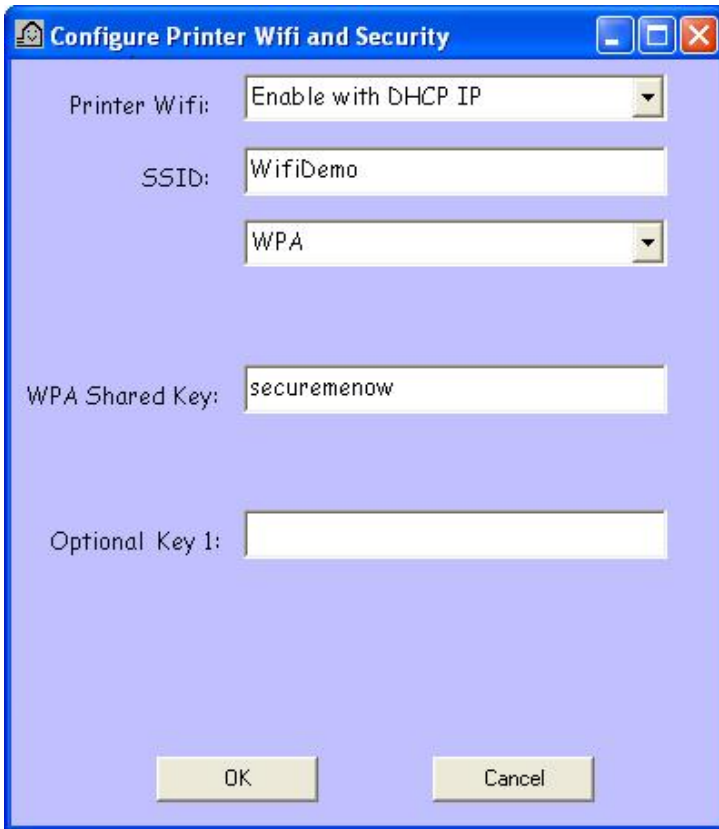 Configure Printer Wifi and Security
Printer Wifi: Enable with DHCP IP
SSID: WifiDemo
WPA
WPA Shared Key: securemenow
Optional Key 1:
OK Cancel